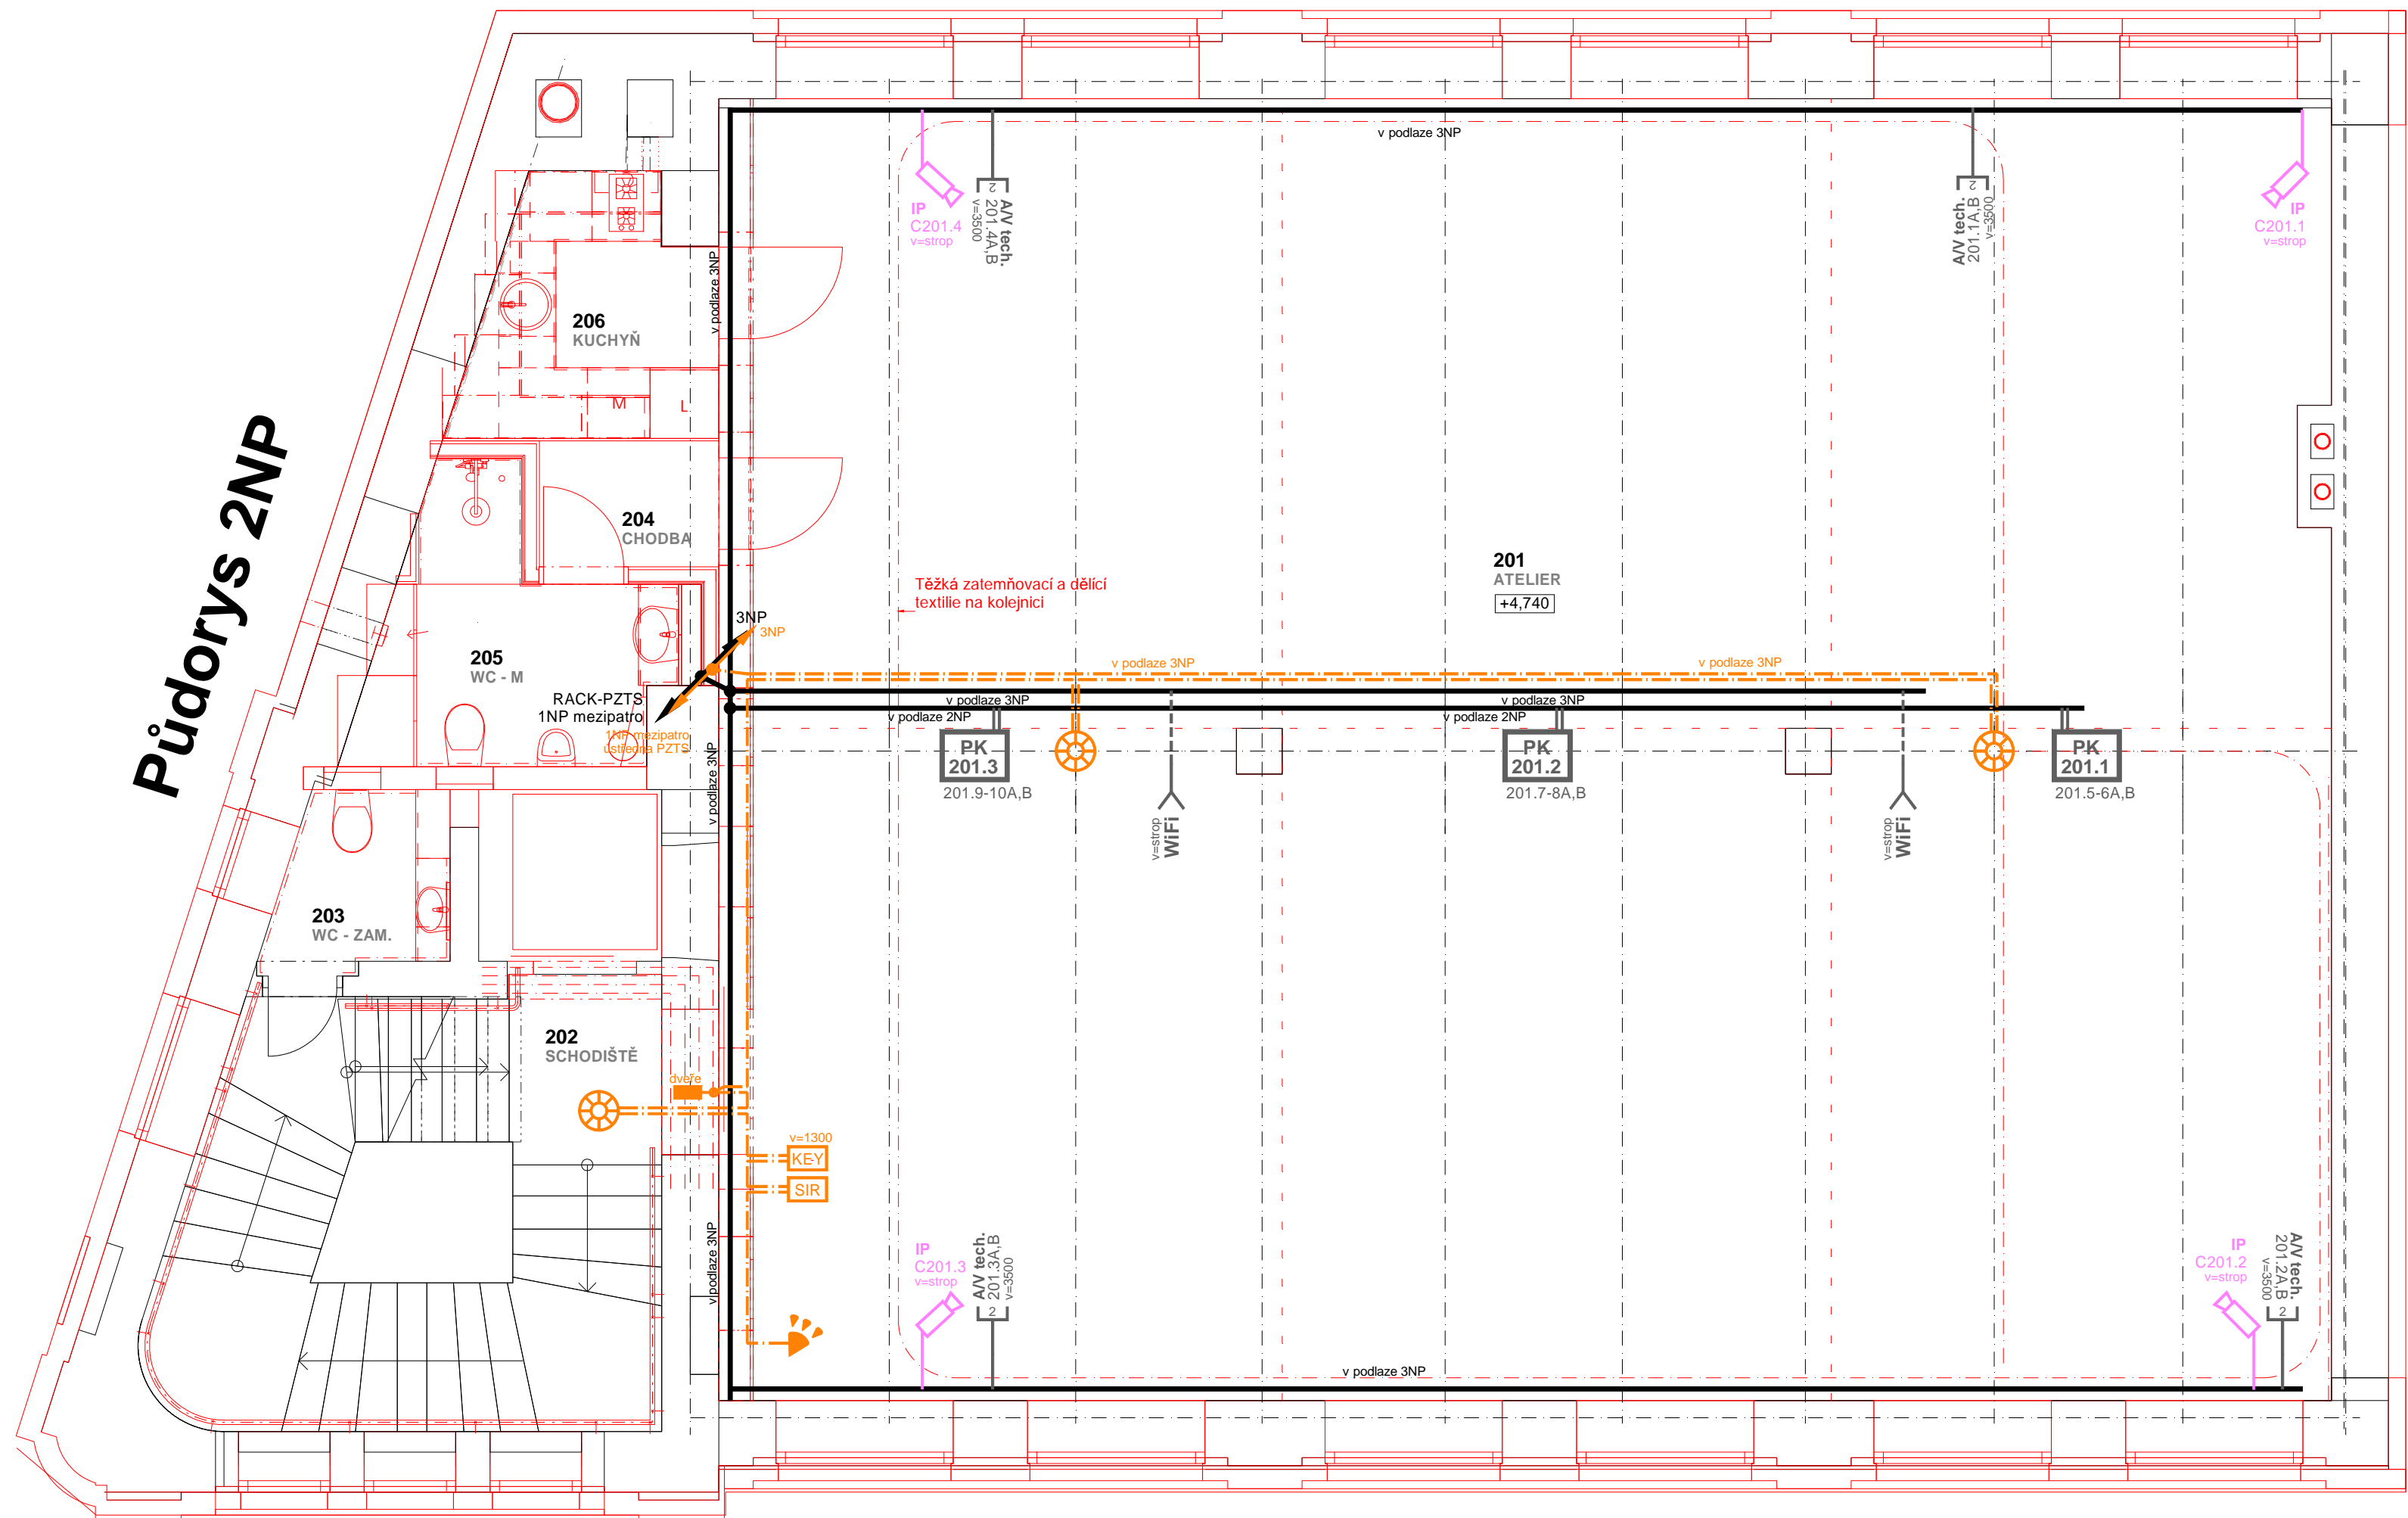 Půdorys 2NP
v podlaze 3NP
IP
C201.4
v=strop
2
A/V tech.
201.4A,B
v=3500
2
A/V tech.
201.1A,B
v=3500
IP
C201.1
v=strop
v podlaze 3NP
206
KUCHYŇ
M
L
204
CHODBA
201
ATELIER
+4,740
Těžká zatemňovací a dělící
textilie na kolejnici
3NP
3NP
205
WC - M
RACK-PZTS
1NP mezipatro
1NP mezipatro
ústředna PZTS
v podlaze 3NP
v podlaze 3NP
v podlaze 3NP
v podlaze 3NP
v podlaze 2NP
v podlaze 2NP
v podlaze 3NP
PK
201.3
201.9-10A,B
PK
201.2
201.7-8A,B
PK
201.1
201.5-6A,B
v=strop
WiFi
v=strop
WiFi
203
WC - ZAM.
202
SCHODIŠTĚ
dveře
v=1300
KEY
SIR
v podlaze 3NP
IP
C201.3
v=strop
A/V tech.
201.3A,B
v=3500
2
IP
C201.2
v=strop
A/V tech.
201.2A,B
v=3500
2
v podlaze 3NP